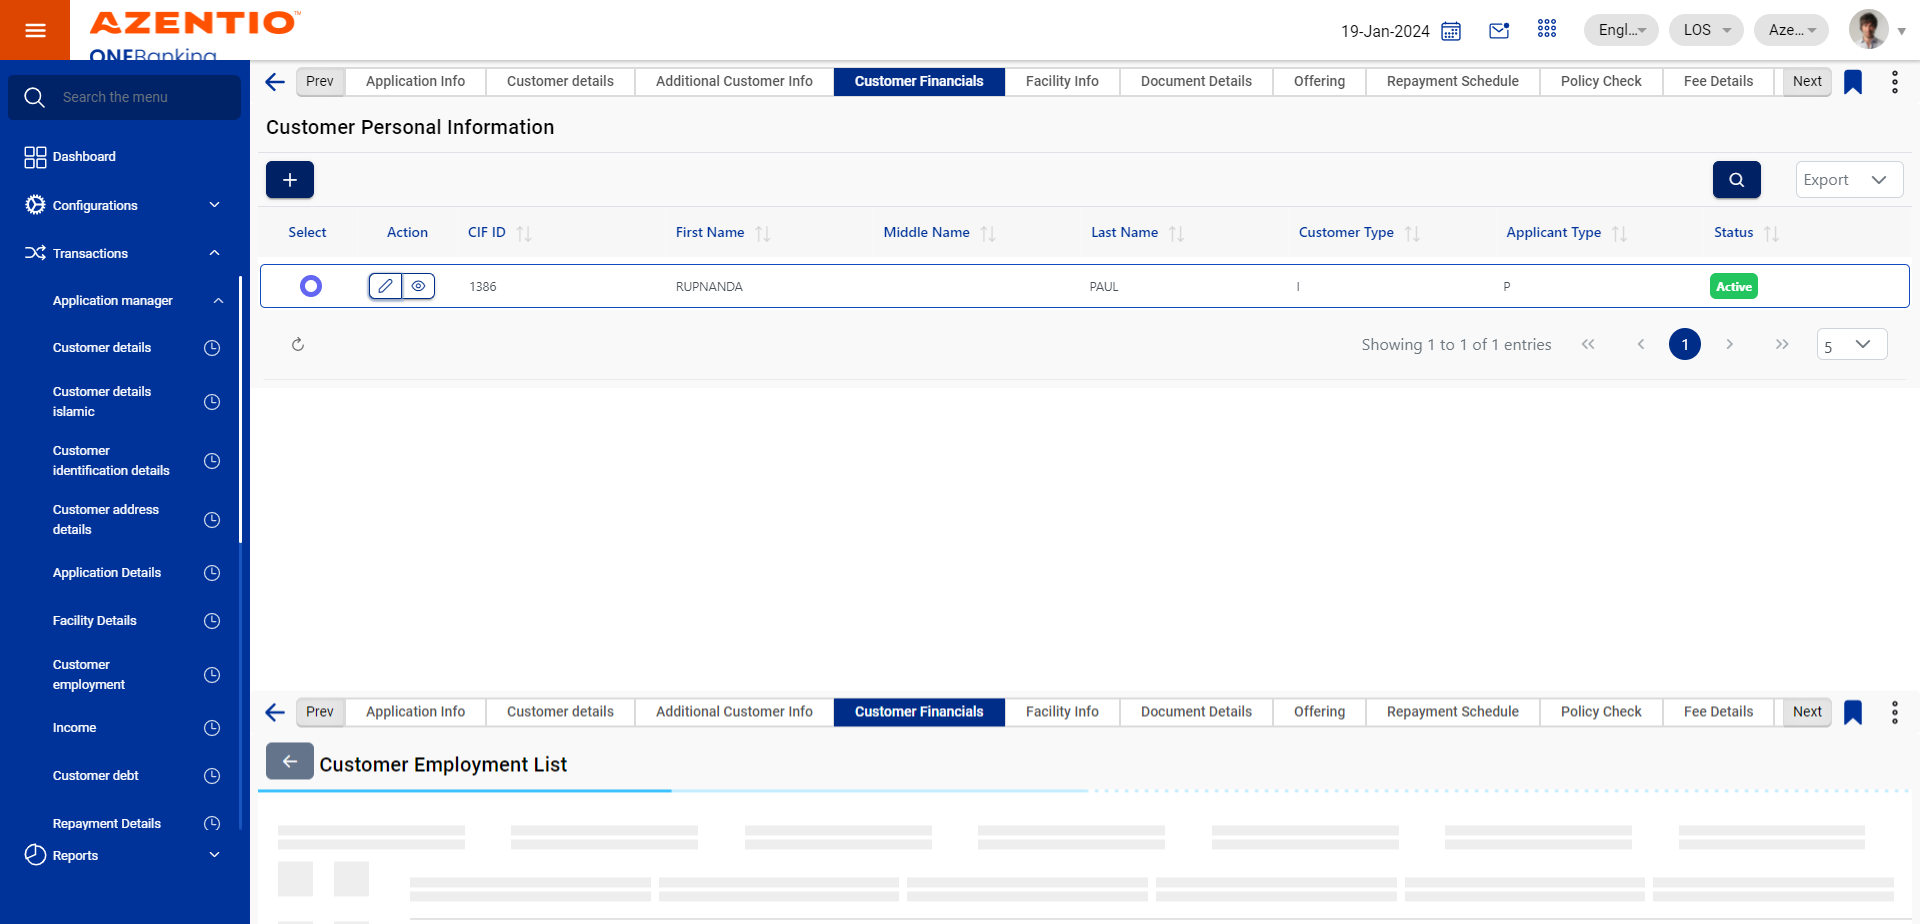 AZENTIO™
ONEBanking
19-Jan-2024
Engl...
LOS
Aze...
Search the menu
Dashboard
Configurations
Transactions
Application manager
Customer details
Customer details
islamic
Customer
identification details
Customer address
details
Application Details
Facility Details
Customer
employment
Income
Customer debt
Repayment Details
Reports
Prev
Application Info
Customer details
Additional Customer Info
Customer Financials
Facility Info
Document Details
Offering
Repayment Schedule
Policy Check
Fee Details
Next
Customer Personal Information
Export
Select
Action
CIF ID
First Name
Middle Name
Last Name
Customer Type
Applicant Type
Status
1386
RUPNANDA
PAUL
I
P
Active
Showing 1 to 1 of 1 entries
1
5
Prev
Application Info
Customer details
Additional Customer Info
Customer Financials
Facility Info
Document Details
Offering
Repayment Schedule
Policy Check
Fee Details
Next
Customer Employment List